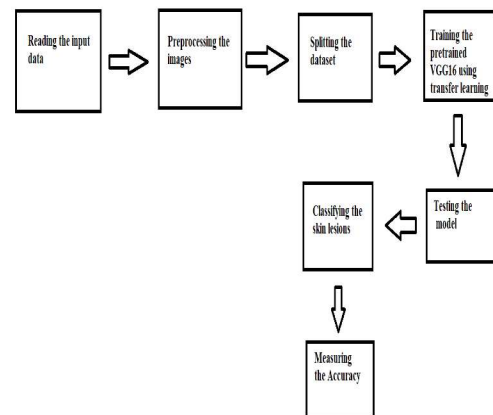 Reading the input
data
Preprocessing the
images
Splitting the
dataset
Training the
pretrained
VGG16 using
transfer learning
Testing the
model
Classifying the
skin lesions
Measuring
the Accuracy